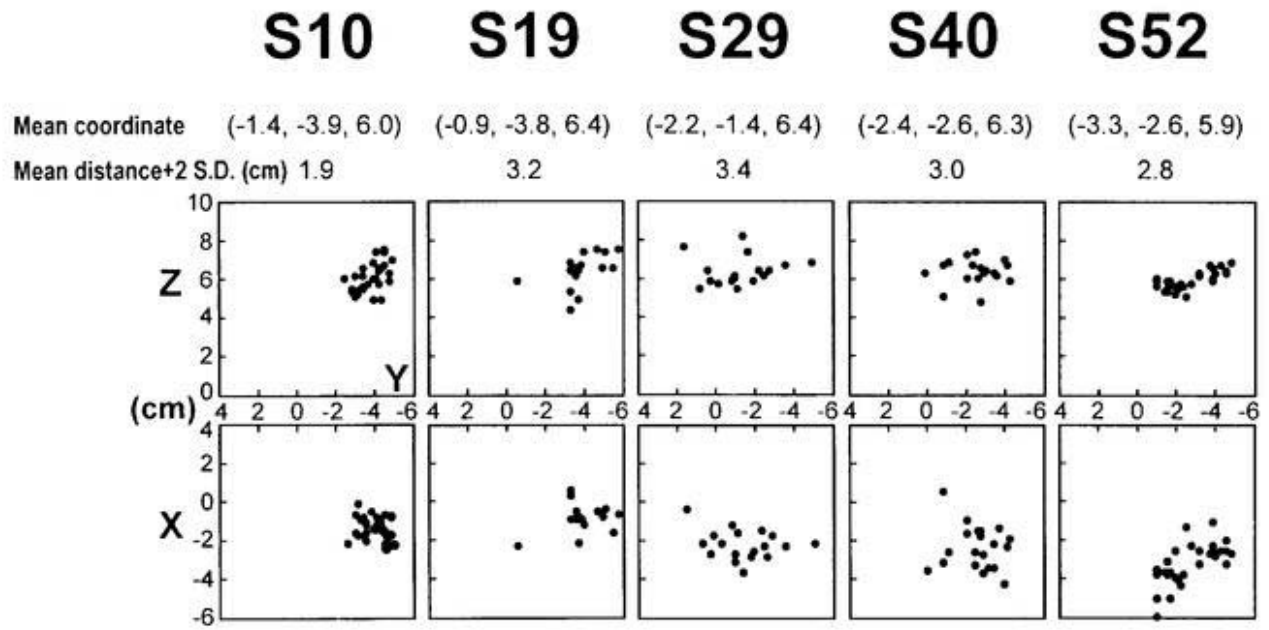 S10 S19 S29 S40 S52
Mean coordinate (-1.4, -3.9, 6.0) (-0.9, -3.8, 6.4) (-2.2, -1.4, 6.4) (-2.4, -2.6, 6.3) (-3.3, -2.6, 5.9)
Mean distance+2 S.D. (cm) 1.9 3.2 3.4 3.0 2.8
10
8
Z 6
4
2
Y
0
(cm) 4 2 0 -2 -4 -6 4 2 0 -2 -4 -6 4 2 0 -2 -4 -6 4 2 0 -2 -4 -6 4 2 0 -2 -4 -6
4
2
0
X -2
-4
-6